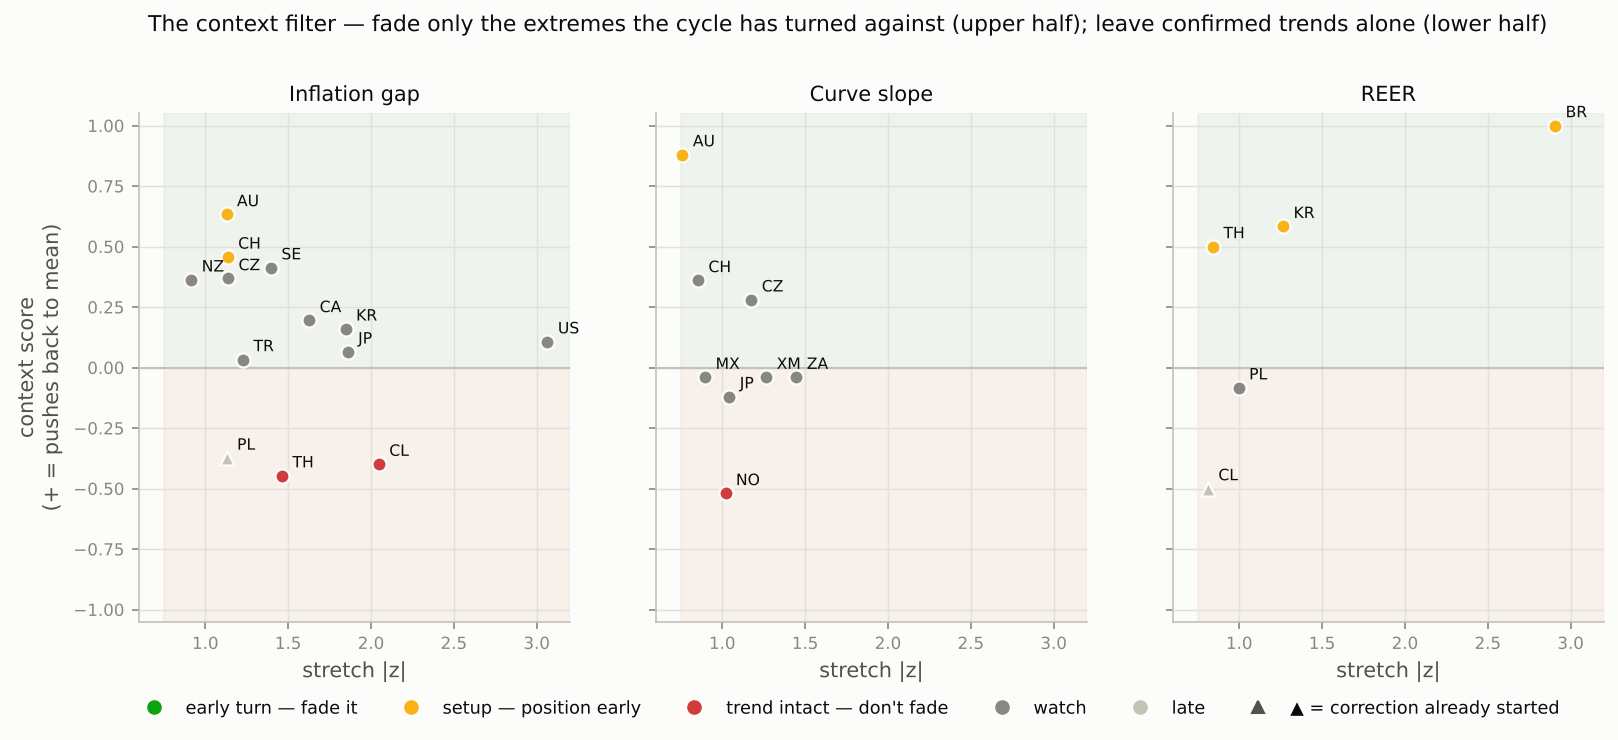 The context filter — fade only the extremes the cycle has turned against (upper half); leave confirmed trends alone (lower half)
Inflation gap
Curve slope
REER
context score
(+ = pushes back to mean)
1.00
0.75
0.50
0.25
0.00
−0.25
−0.50
−0.75
−1.00
AU
CH
SE
NZ
CZ
CA
KR
JP
US
TR
PL
TH
CL
1.0 1.5 2.0 2.5 3.0
stretch |z|
AU
CH
CZ
MX
XM
ZA
JP
NO
1.0 1.5 2.0 2.5 3.0
stretch |z|
BR
KR
TH
PL
CL
1.0 1.5 2.0 2.5 3.0
stretch |z|
early turn — fade it
setup — position early
trend intact — don't fade
watch
late
▲ = correction already started